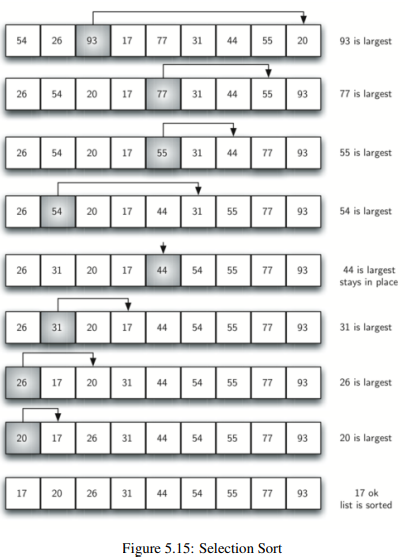 54 26 93 17 77 31 44 55 20 93 is largest
26 54 20 17 77 31 44 55 93 77 is largest
26 54 20 17 55 31 44 77 93 55 is largest
26 54 20 17 44 31 55 77 93 54 is largest
26 31 20 17 44 54 55 77 93 44 is largest
stays in place
26 31 20 17 44 54 55 77 93 31 is largest
26 17 20 31 44 54 55 77 93 26 is largest
20 17 26 31 44 54 55 77 93 20 is largest
17 20 26 31 44 54 55 77 93 17 ok
list is sorted
Figure 5.15: Selection Sort